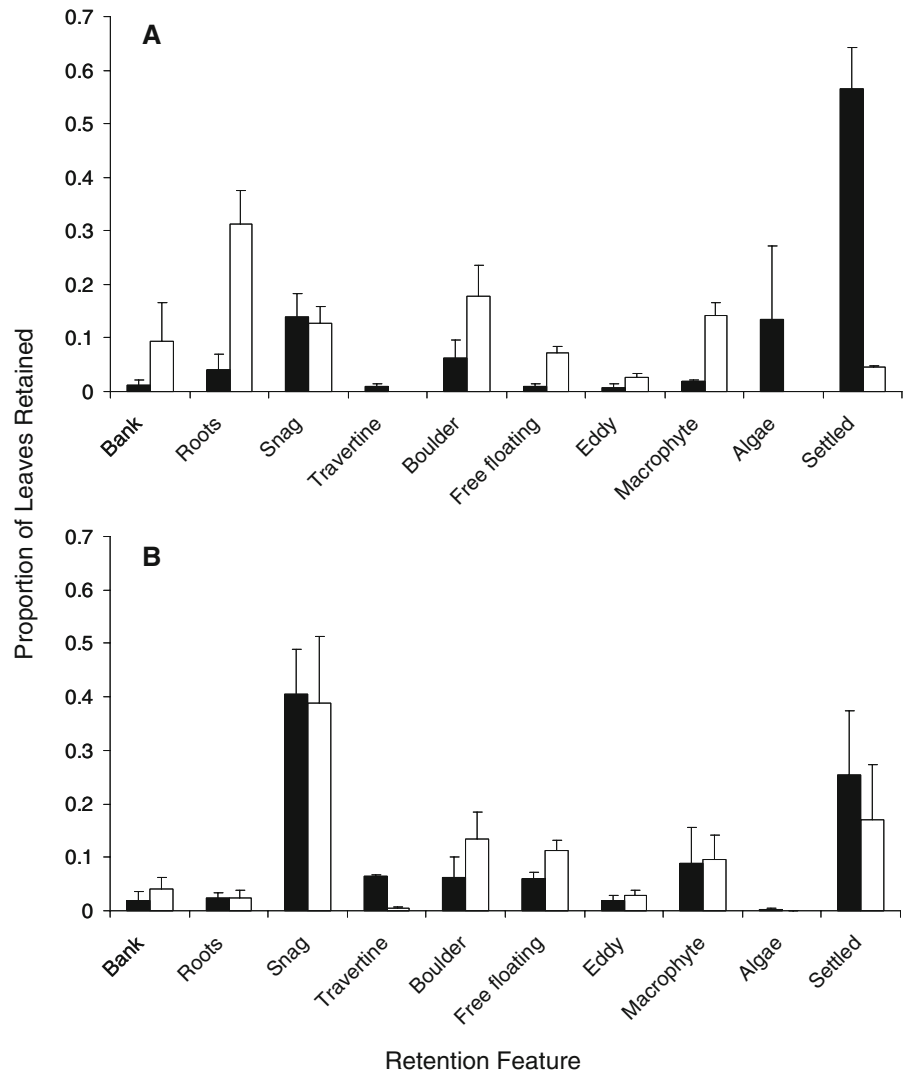 Proportion of Leaves Retained
A
0.7
0.6
0.5
0.4
0.3
0.2
0.1
0
Bank
Roots
Snag
Travertine
Boulder
Free floating
Eddy
Macrophyte
Algae
Settled
B
0.7
0.6
0.5
0.4
0.3
0.2
0.1
0
Bank
Roots
Snag
Travertine
Boulder
Free floating
Eddy
Macrophyte
Algae
Settled
Retention Feature